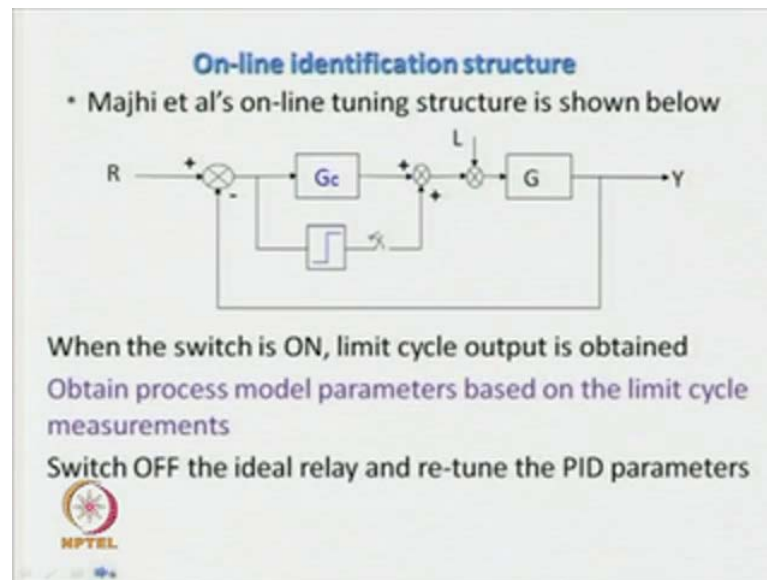 On-line identification structure
• Majhi et al's on-line tuning structure is shown below
L
R + Gc + G Y
- +
When the switch is ON, limit cycle output is obtained
Obtain process model parameters based on the limit cycle
measurements
Switch OFF the ideal relay and re-tune the PID parameters
NPTEL